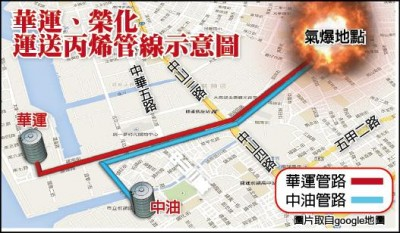 華運、榮化
運送丙烯管線示意圖
氣爆地點
中山三路
中華五路
華運
中山四路
五甲二路
中油
華運管路
中油管路
圖片取自google地圖